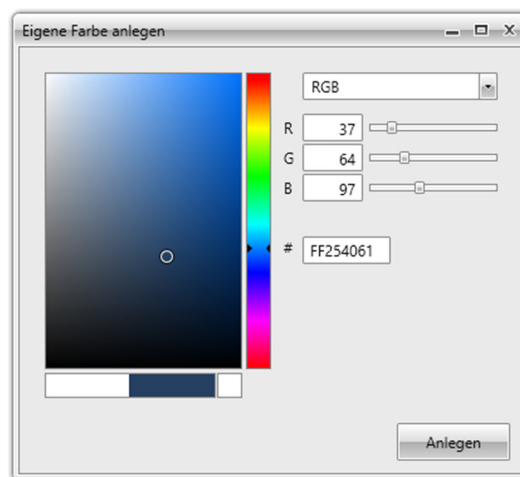 Eigene Farbe anlegen
RGB
R 37
G 64
B 97
# FF254061
Anlegen